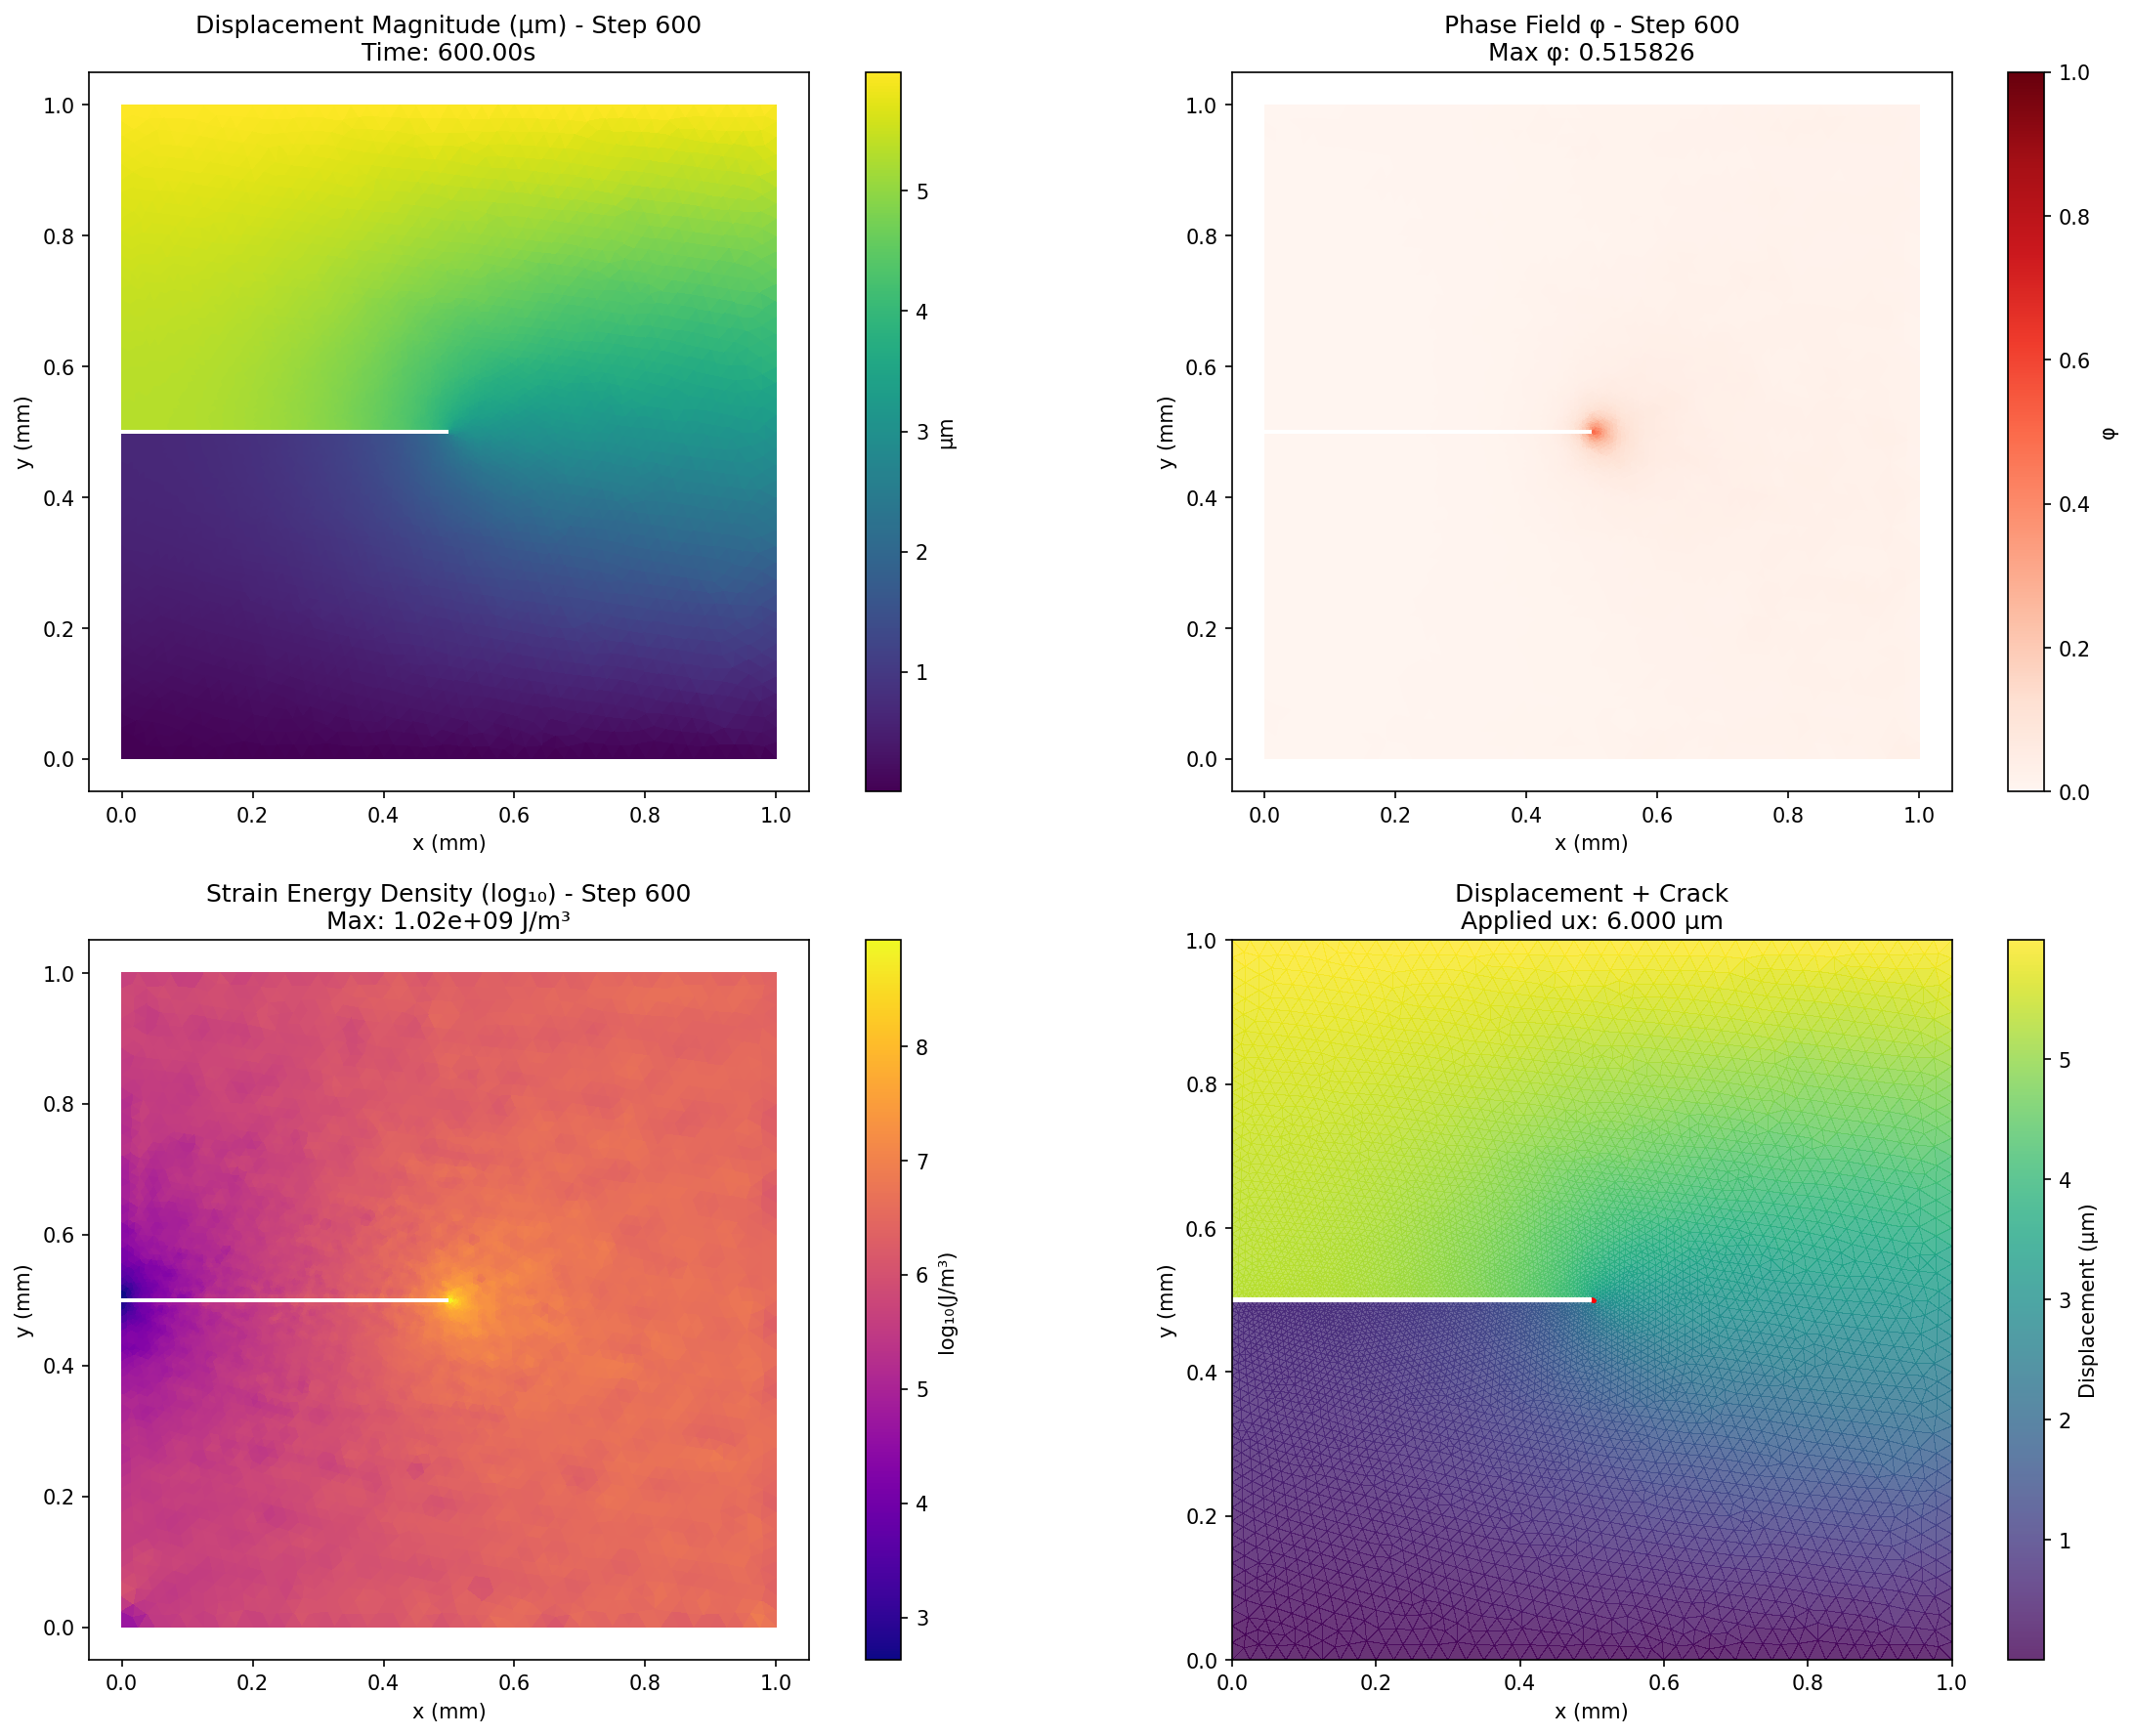 Displacement Magnitude (μm) - Step 600
Time: 600.00s
1.0
0.8
0.6
0.4
0.2
0.0
y (mm)
0.0 0.2 0.4 0.6 0.8 1.0
x (mm)
5
4
3
2
1
μm
Phase Field φ - Step 600
Max φ: 0.515826
1.0
0.8
0.6
0.4
0.2
0.0
y (mm)
0.0 0.2 0.4 0.6 0.8 1.0
x (mm)
1.0
0.8
0.6
0.4
0.2
0.0
φ
Strain Energy Density (log₁₀) - Step 600
Max: 1.02e+09 J/m³
1.0
0.8
0.6
0.4
0.2
0.0
y (mm)
0.0 0.2 0.4 0.6 0.8 1.0
x (mm)
8
7
6
5
4
3
log₁₀(J/m³)
Displacement + Crack
Applied ux: 6.000 μm
1.0
0.8
0.6
0.4
0.2
0.0
y (mm)
0.0 0.2 0.4 0.6 0.8 1.0
x (mm)
5
4
3
2
1
Displacement (μm)